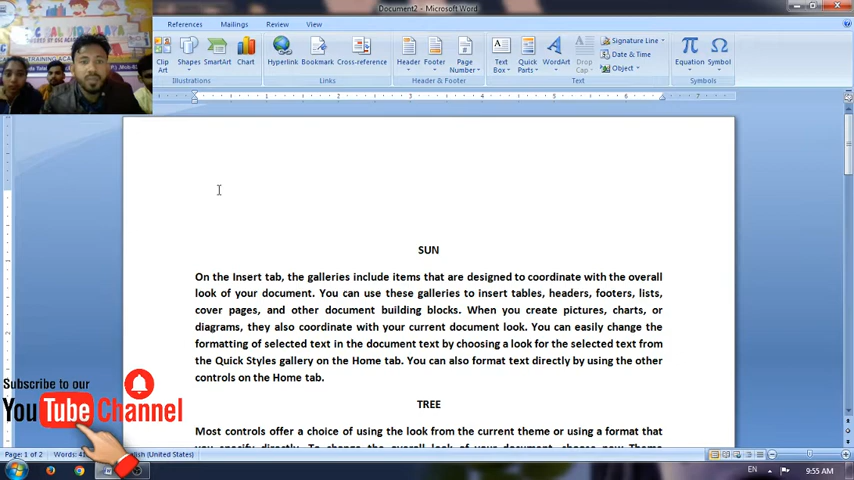 Document2 - Microsoft Word
References Mailings Review View
Clip Art
Shapes
SmartArt
Chart
Hyperlink
Bookmark
Cross-reference
Header
Footer
Page Number
Text Box
Quick Parts
WordArt
Drop Cap
Signature Line
Date & Time
Object
Equation
Symbol
Illustrations
Links
Header & Footer
Text
Symbols
SUN
On the Insert tab, the galleries include items that are designed to coordinate with the overall
look of your document. You can use these galleries to insert tables, headers, footers, lists,
cover pages, and other document building blocks. When you create pictures, charts, or
diagrams, they also coordinate with your current document look. You can easily change the
formatting of selected text in the document text by choosing a look for the selected text from
the Quick Styles gallery on the Home tab. You can also format text directly by using the other
controls on the Home tab.
TREE
Most controls offer a choice of using the look from the current theme or using a format that
Subscribe to our
YouTube Channel
Page: 1 of 2
Words:
(United States)
EN
9:55 AM